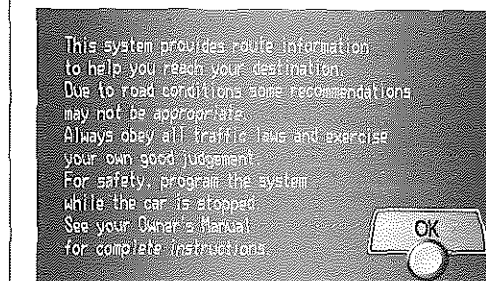 This system provides route information
to help you reach your destination.
Due to road conditions some recommendations
may not be appropriate.
Always obey all traffic laws and exercise
your own good judgement.
For safety, program the system
while the car is stopped
See your Owner's Manual
for complete instructions.
OK